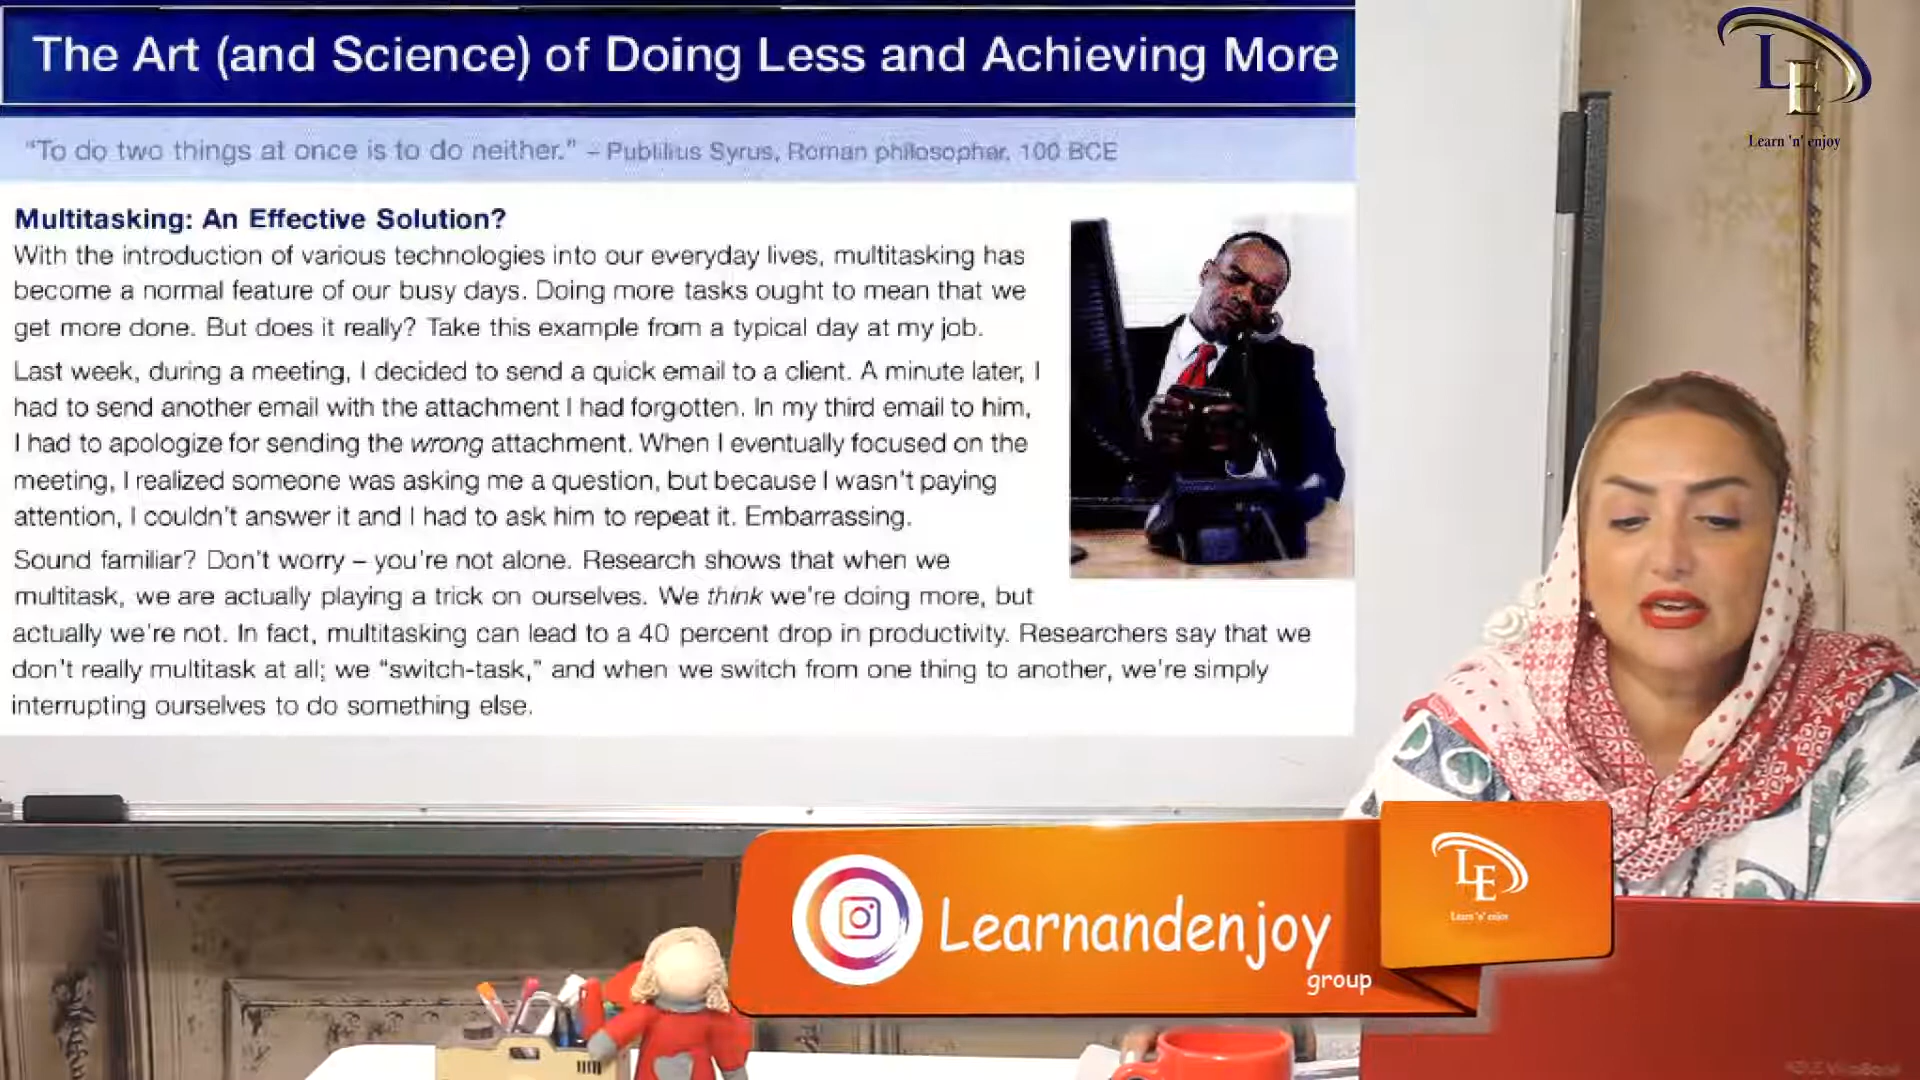 The Art (and Science) of Doing Less and Achieving More
"To do two things at once is to do neither." – Publilius Syrus, Roman philosopher, 100 BCE
Multitasking: An Effective Solution?
With the introduction of various technologies into our everyday lives, multitasking has
become a normal feature of our busy days. Doing more tasks ought to mean that we
get more done. But does it really? Take this example from a typical day at my job.
Last week, during a meeting, I decided to send a quick email to a client. A minute later, I
had to send another email with the attachment I had forgotten. In my third email to him,
I had to apologize for sending the wrong attachment. When I eventually focused on the
meeting, I realized someone was asking me a question, but because I wasn't paying
attention, I couldn't answer it and I had to ask him to repeat it. Embarrassing.
Sound familiar? Don't worry – you're not alone. Research shows that when we
multitask, we are actually playing a trick on ourselves. We think we're doing more, but
actually we're not. In fact, multitasking can lead to a 40 percent drop in productivity. Researchers say that we
don't really multitask at all; we "switch-task," and when we switch from one thing to another, we're simply
interrupting ourselves to do something else.
LE
Learn 'n' enjoy
Learnandenjoy
group
LE
Learn 'n' enjoy